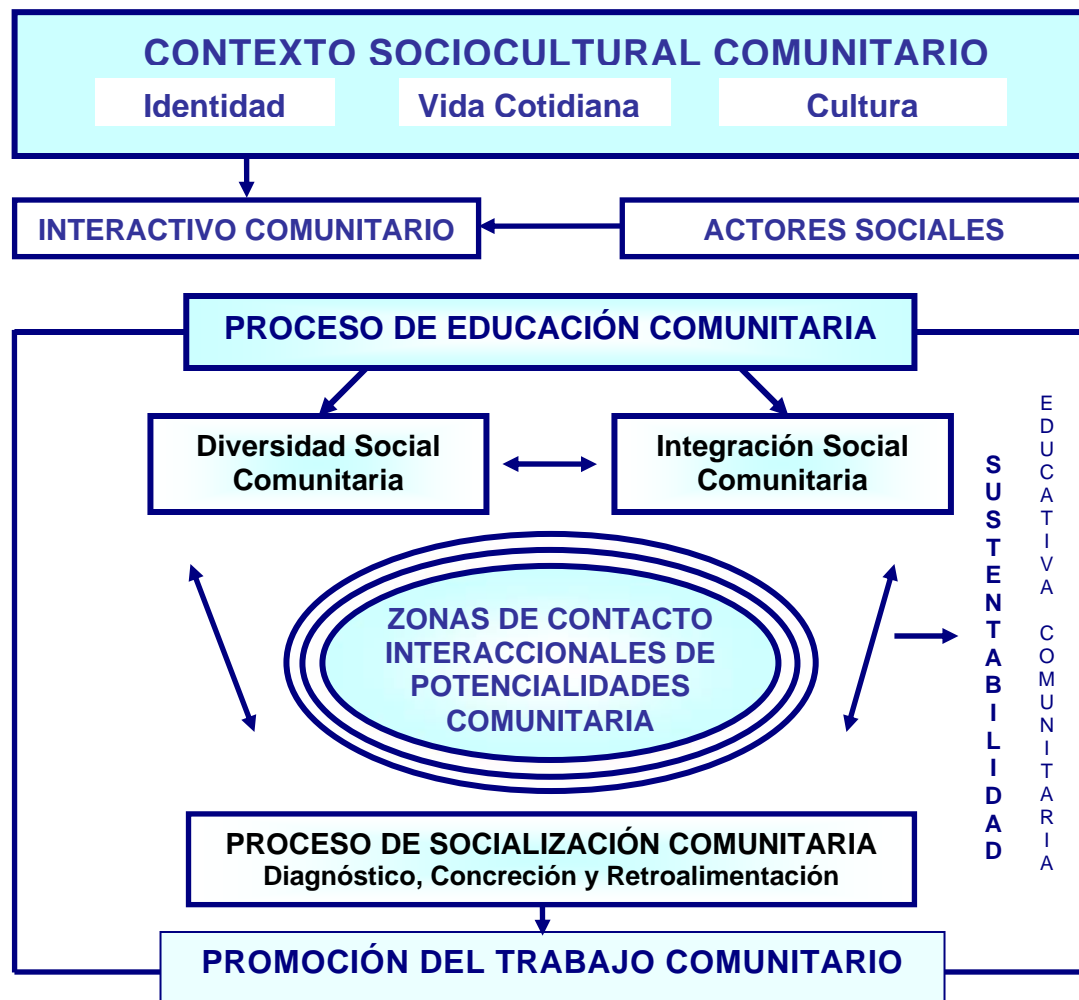 CONTEXTO SOCIOCULTURAL COMUNITARIO
Identidad
Vida Cotidiana
Cultura
INTERACTIVO COMUNITARIO
ACTORES SOCIALES
PROCESO DE EDUCACIÓN COMUNITARIA
Diversidad Social
Comunitaria
Integración Social
Comunitaria
ZONAS DE CONTACTO
INTERACCIONALES DE
POTENCIALIDADES
COMUNITARIA
SUSTENTABILIDAD
EDUCATIVA COMUNITARIA
PROCESO DE SOCIALIZACIÓN COMUNITARIA
Diagnóstico, Concreción y Retroalimentación
PROMOCIÓN DEL TRABAJO COMUNITARIO